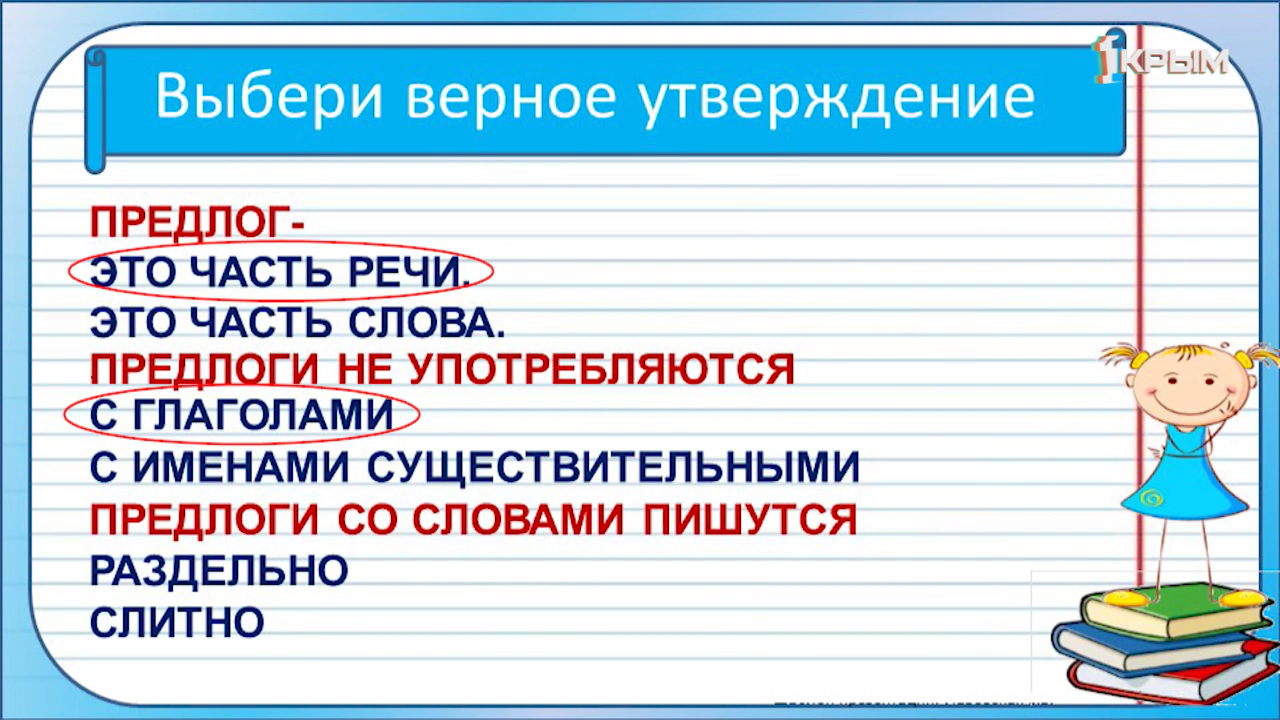 1КРЫМ
Выбери верное утверждение
ПРЕДЛОГ-
ЭТО ЧАСТЬ РЕЧИ.
ЭТО ЧАСТЬ СЛОВА.
ПРЕДЛОГИ НЕ УПОТРЕБЛЯЮТСЯ
С ГЛАГОЛАМИ
С ИМЕНАМИ СУЩЕСТВИТЕЛЬНЫМИ
ПРЕДЛОГИ СО СЛОВАМИ ПИШУТСЯ
РАЗДЕЛЬНО
СЛИТНО